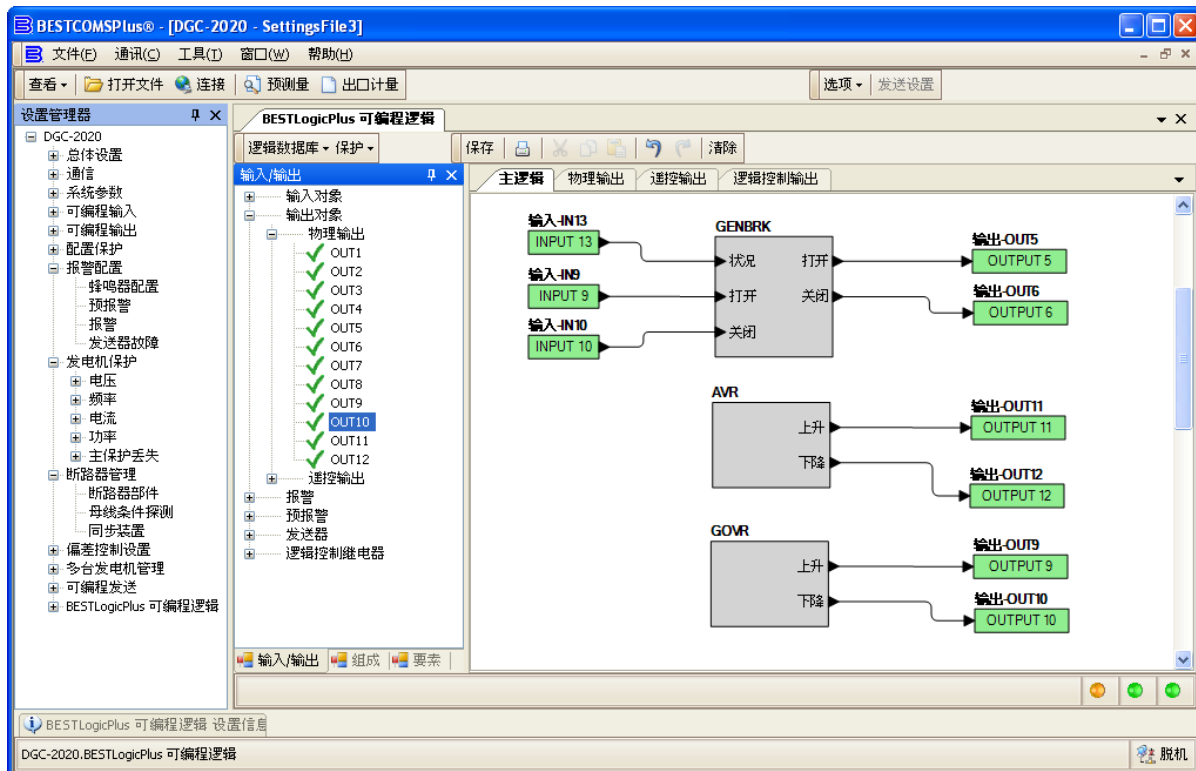 BESTCOMSPlus® - [DGC-2020 - SettingsFile3]
文件(F) 通讯(C) 工具(T) 窗口(W) 帮助(H)
查看 打开文件 连接 预测量 出口计量 选项 发送设置
设置管理器
DGC-2020
总体设置
通信
系统参数
可编程输入
可编程输出
配置保护
报警配置
蜂鸣器配置
预报警
报警
发送器故障
发电机保护
电压
频率
电流
功率
主保护丢失
断路器管理
断路器部件
母线条件探测
同步装置
偏差控制设置
多台发电机管理
可编程发送
BESTLogicPlus 可编程逻辑
BESTLogicPlus 可编程逻辑
逻辑数据库 保护 保存 清除
输入/输出
输入对象
输出对象
物理输出
OUT1
OUT2
OUT3
OUT4
OUT5
OUT6
OUT7
OUT8
OUT9
OUT10
OUT11
OUT12
遥控输出
报警
预报警
发送器
逻辑控制继电器
输入/输出 组成 要素
主逻辑 物理输出 遥控输出 逻辑控制输出
输入-IN13
INPUT 13
输入-IN9
INPUT 9
输入-IN10
INPUT 10
GENBRK
状况 打开
打开 关闭
关闭
输出-OUT5
OUTPUT 5
输出-OUT6
OUTPUT 6
AVR
上升
下降
输出-OUT11
OUTPUT 11
输出-OUT12
OUTPUT 12
GOVR
上升
下降
输出-OUT9
OUTPUT 9
输出-OUT10
OUTPUT 10
BESTLogicPlus 可编程逻辑 设置信息
DGC-2020.BESTLogicPlus 可编程逻辑 脱机